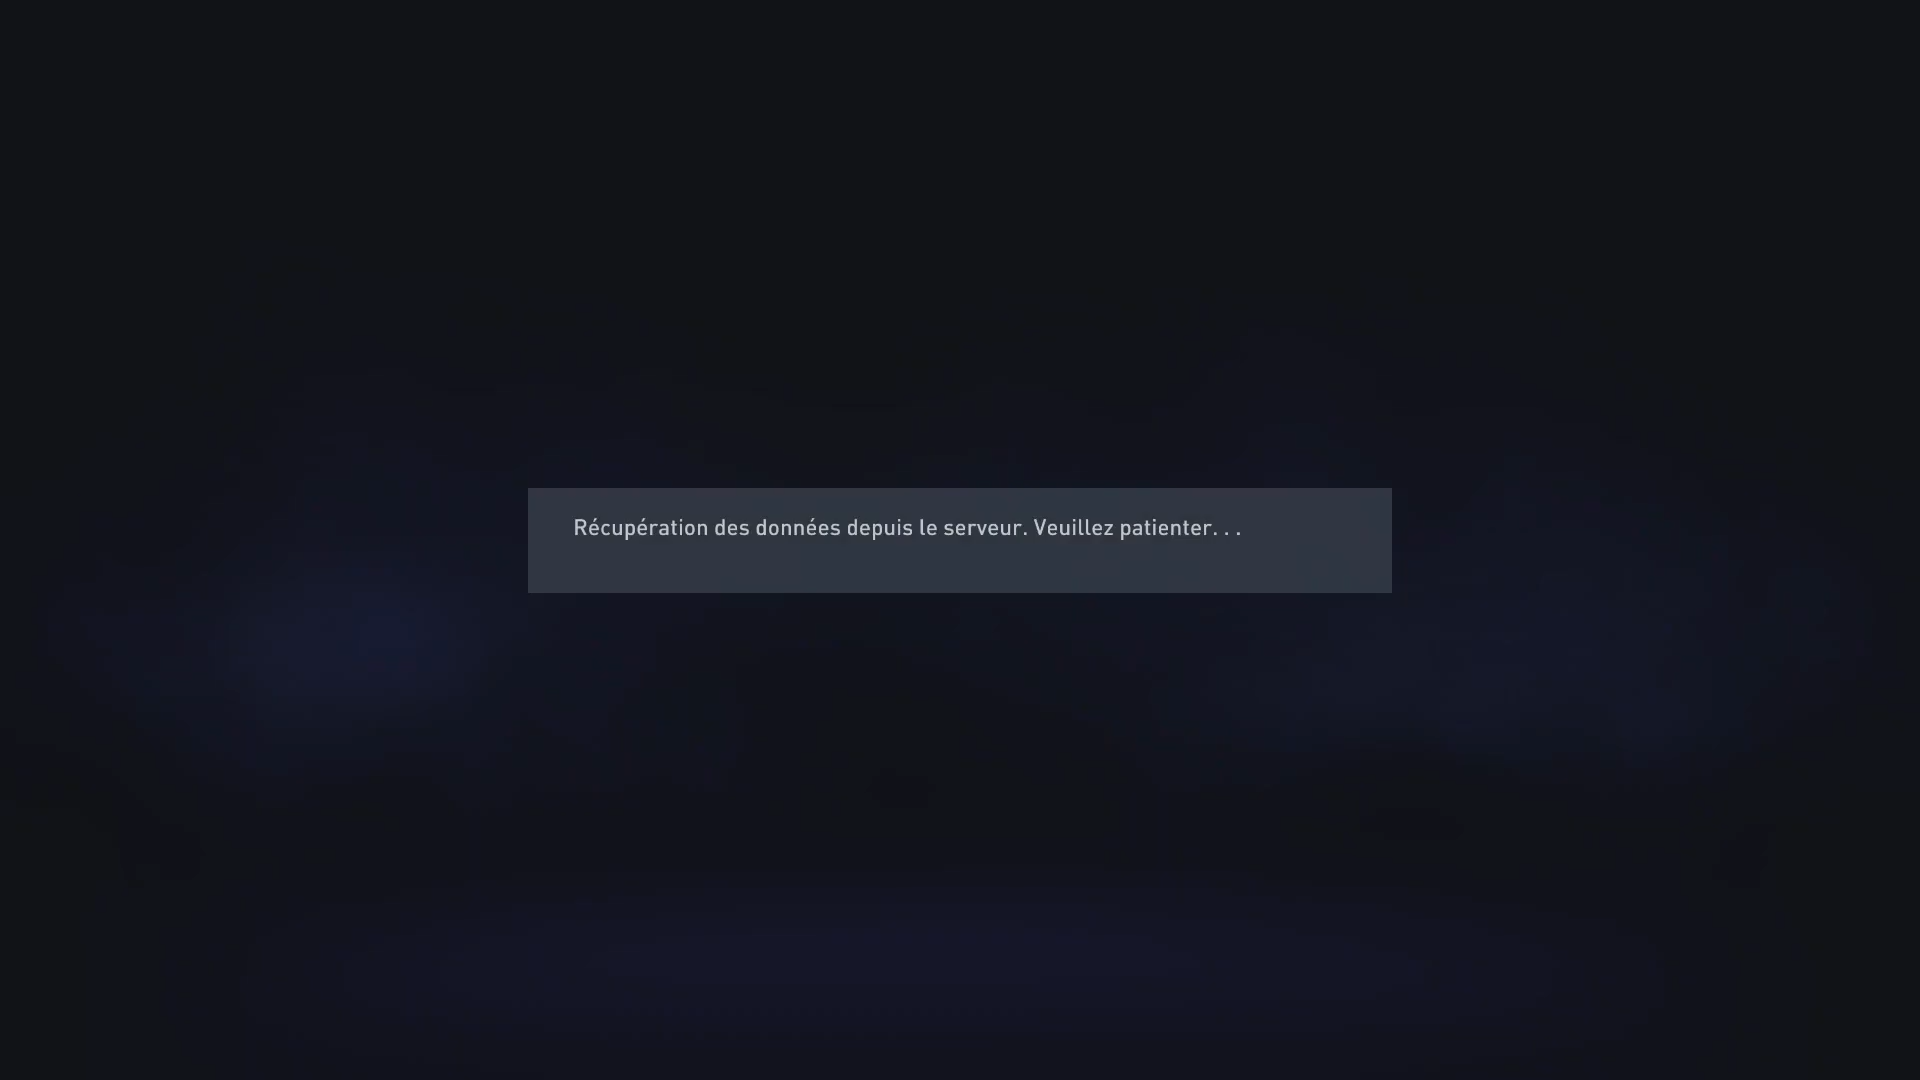 Récupération des données depuis le serveur. Veuillez patienter. . .